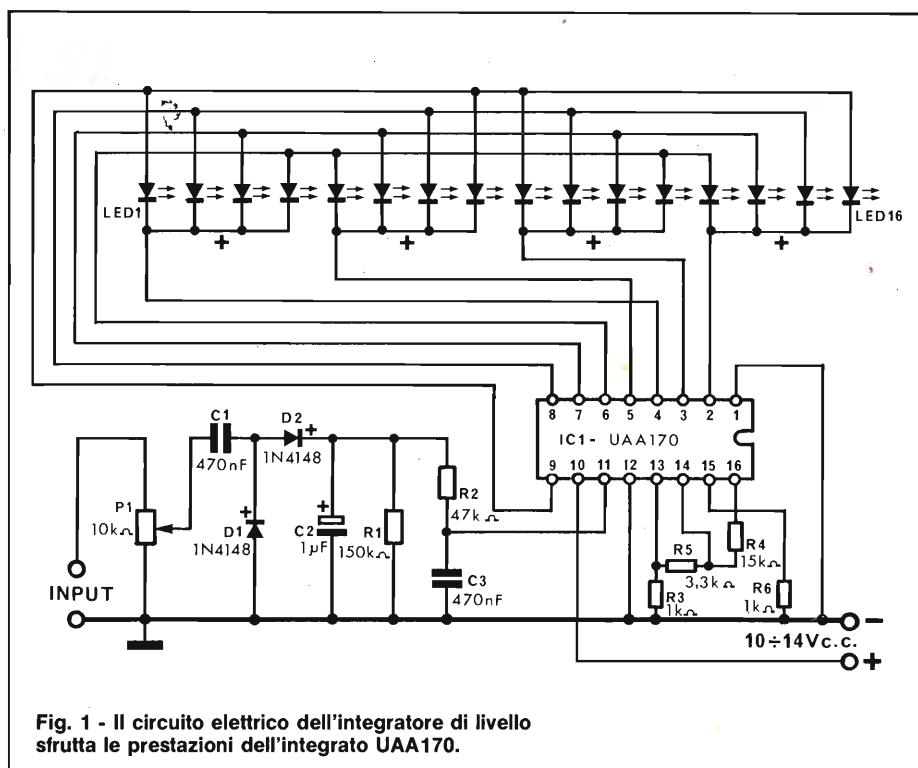 LED1
LED16
+ + + +
8 7 6 5 4 3 2 1
IC1- UAA170
9 10 11 12 13 14 15 16
C1
470nF
D2
+
1N4148
P1
10kΩ
+
D1
1N4148
+
C2
1µF
R1
150kΩ
R2
47kΩ
C3
470nF
R5
3,3kΩ
R4
15kΩ
R3
1kΩ
R6
1kΩ
INPUT
-
10÷14Vc.c.
+
Fig. 1 - Il circuito elettrico dell'integratore di livello
sfrutta le prestazioni dell'integrato UAA170.